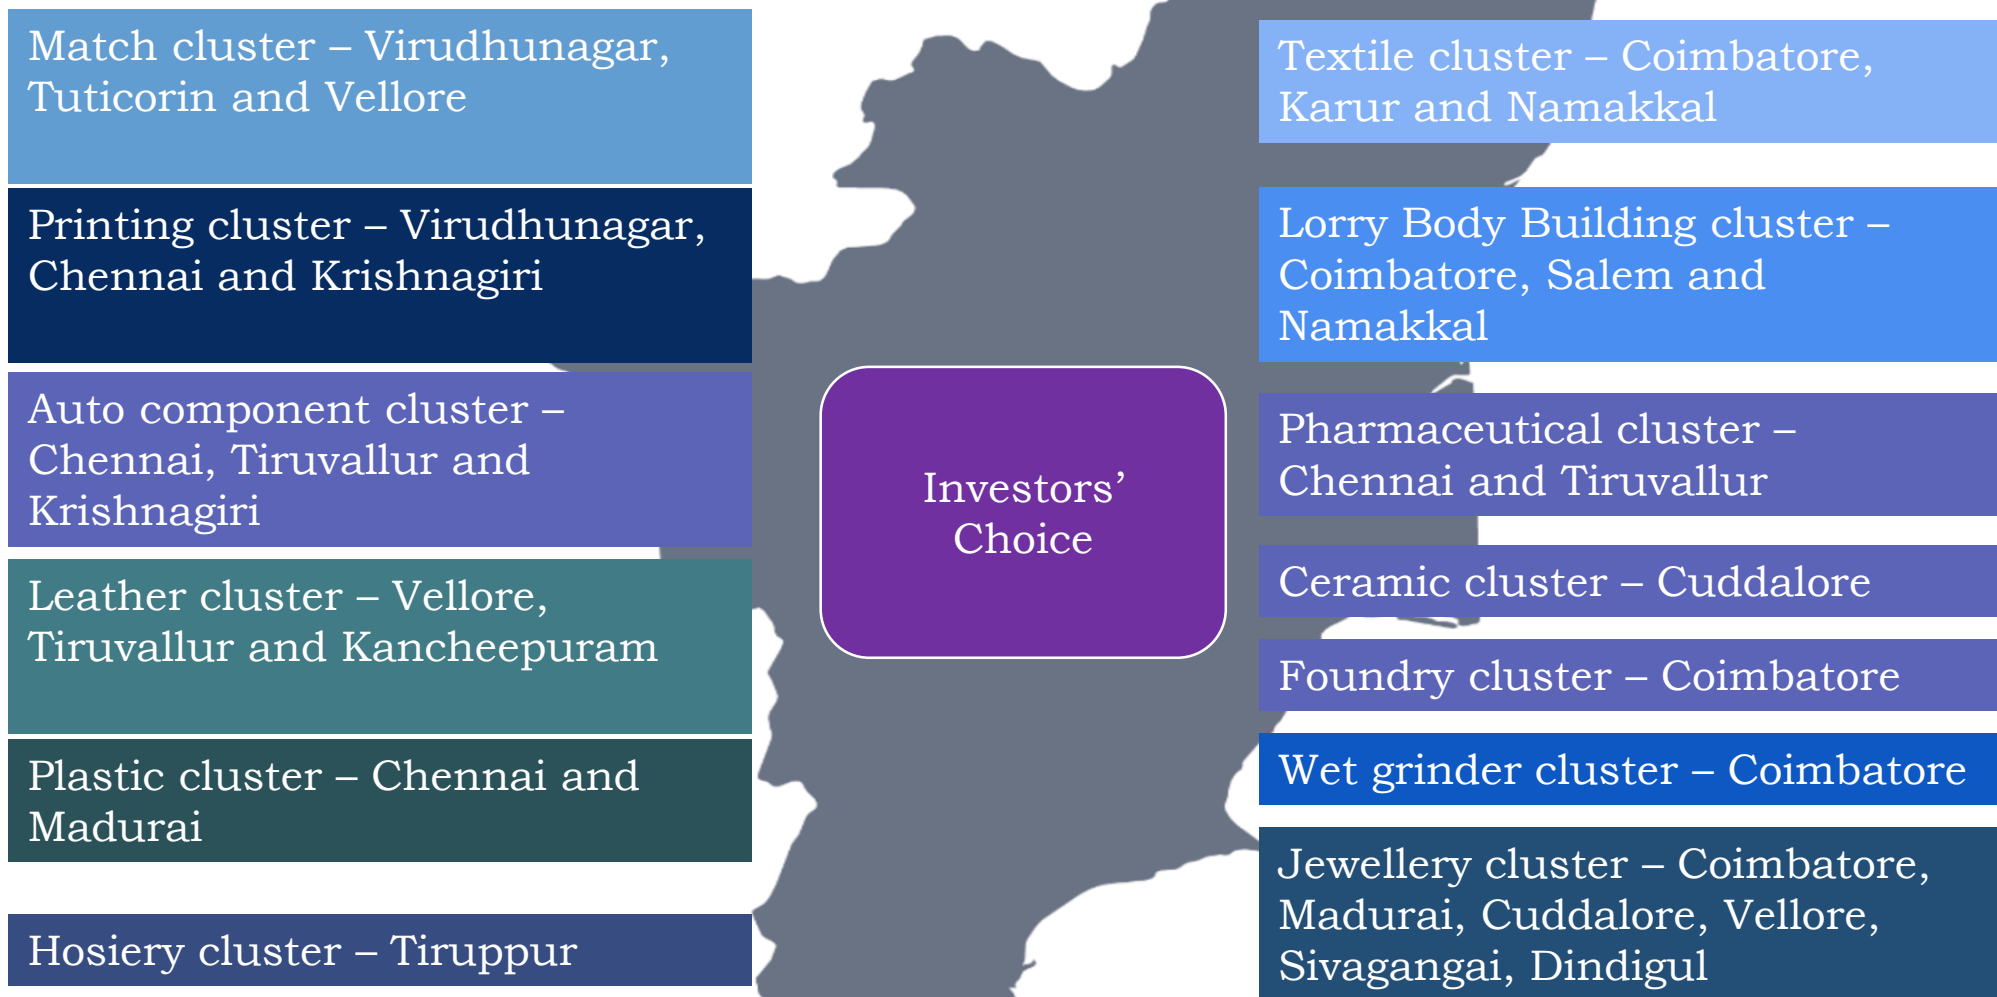 Match cluster – Virudhunagar,
Tuticorin and Vellore
Printing cluster – Virudhunagar,
Chennai and Krishnagiri
Auto component cluster –
Chennai, Tiruvallur and
Krishnagiri
Leather cluster – Vellore,
Tiruvallur and Kancheepuram
Plastic cluster – Chennai and
Madurai
Hosiery cluster – Tiruppur
Investors’
Choice
Textile cluster – Coimbatore,
Karur and Namakkal
Lorry Body Building cluster –
Coimbatore, Salem and
Namakkal
Pharmaceutical cluster –
Chennai and Tiruvallur
Ceramic cluster – Cuddalore
Foundry cluster – Coimbatore
Wet grinder cluster – Coimbatore
Jewellery cluster – Coimbatore,
Madurai, Cuddalore, Vellore,
Sivagangai, Dindigul